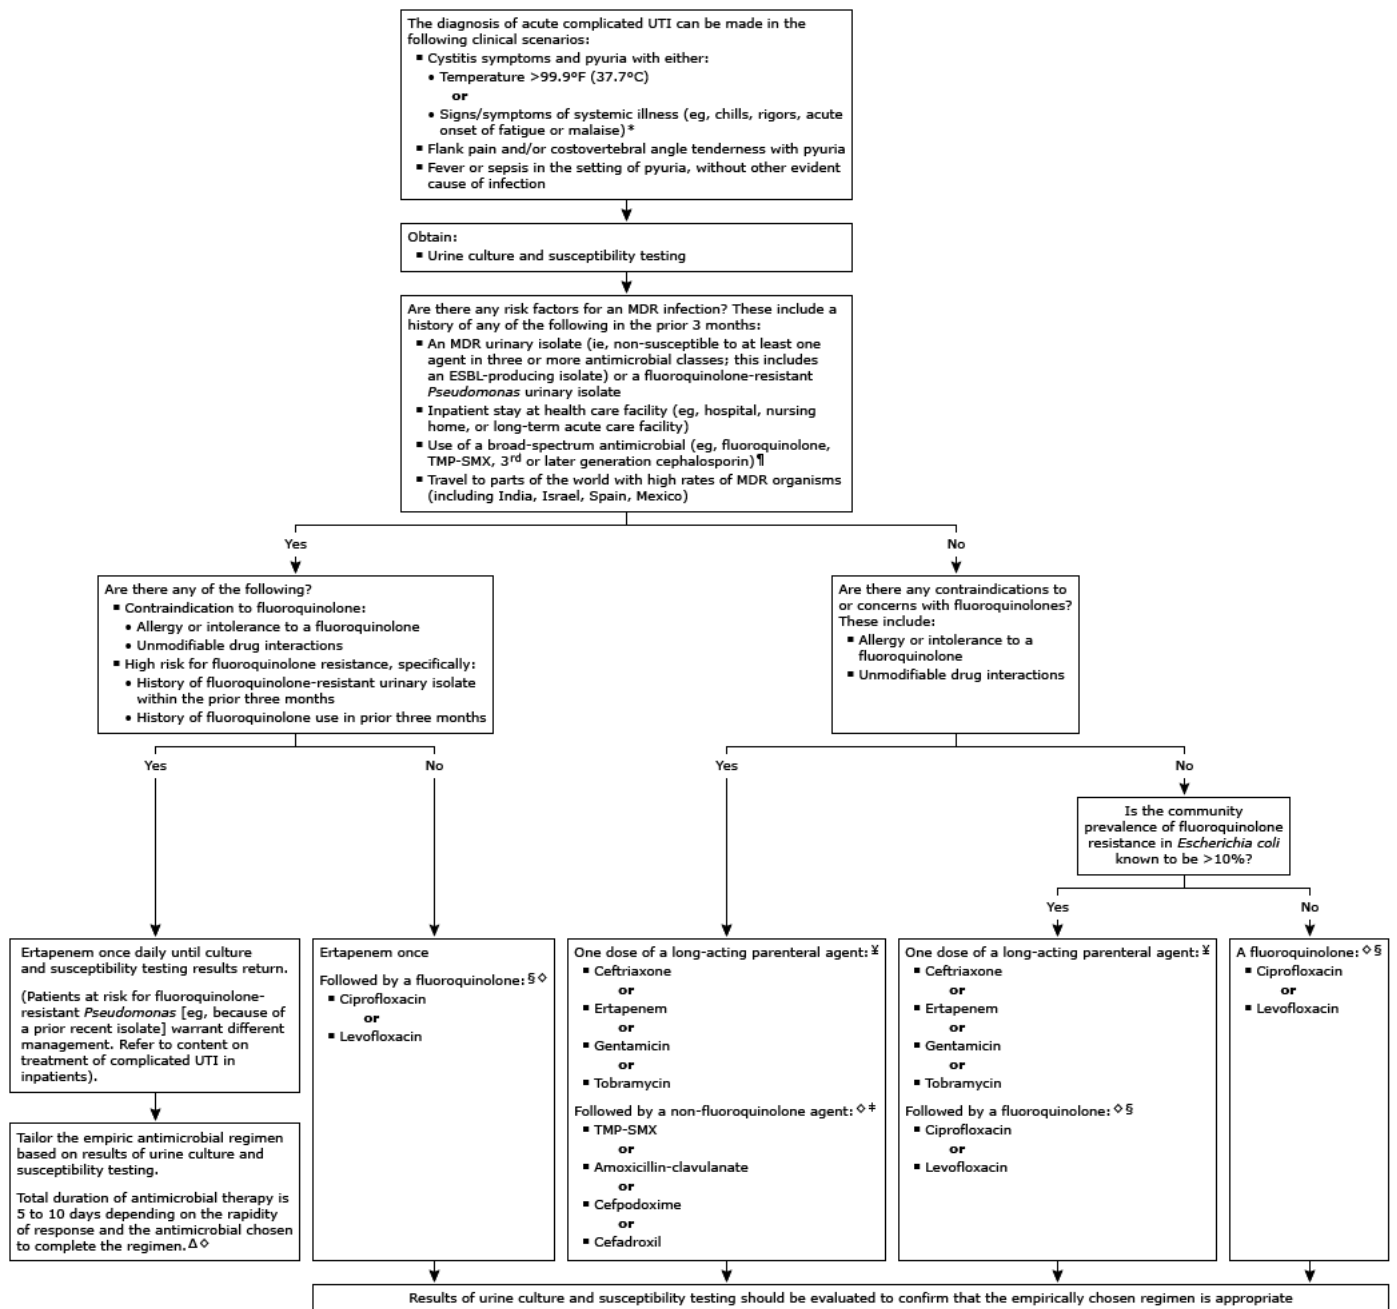 The diagnosis of acute complicated UTI can be made in the
following clinical scenarios:
▪ Cystitis symptoms and pyuria with either:
• Temperature >99.9°F (37.7°C)
or
• Signs/symptoms of systemic illness (eg, chills, rigors, acute
onset of fatigue or malaise)*
▪ Flank pain and/or costovertebral angle tenderness with pyuria
▪ Fever or sepsis in the setting of pyuria, without other evident
cause of infection
Obtain:
▪ Urine culture and susceptibility testing
Are there any risk factors for an MDR infection? These include a
history of any of the following in the prior 3 months:
▪ An MDR urinary isolate (ie, non-susceptible to at least one
agent in three or more antimicrobial classes; this includes
an ESBL-producing isolate) or a fluoroquinolone-resistant
Pseudomonas urinary isolate
▪ Inpatient stay at health care facility (eg, hospital, nursing
home, or long-term acute care facility)
▪ Use of a broad-spectrum antimicrobial (eg, fluoroquinolone,
TMP-SMX, 3rd or later generation cephalosporin)¶
▪ Travel to parts of the world with high rates of MDR organisms
(including India, Israel, Spain, Mexico)
Yes
No
Are there any of the following?
▪ Contraindication to fluoroquinolone:
• Allergy or intolerance to a fluoroquinolone
• Unmodifiable drug interactions
▪ High risk for fluoroquinolone resistance, specifically:
• History of fluoroquinolone-resistant urinary isolate
within the prior three months
• History of fluoroquinolone use in prior three months
Are there any contraindications to
or concerns with fluoroquinolones?
These include:
▪ Allergy or intolerance to a
fluoroquinolone
▪ Unmodifiable drug interactions
Yes
No
Yes
No
Is the community
prevalence of fluoroquinolone
resistance in Escherichia coli
known to be >10%?
Yes
No
Ertapenem once daily until culture
and susceptibility testing results return.
(Patients at risk for fluoroquinolone-
resistant Pseudomonas [eg, because of
a prior recent isolate] warrant different
management. Refer to content on
treatment of complicated UTI in
inpatients).
Tailor the empiric antimicrobial regimen
based on results of urine culture and
susceptibility testing.
Total duration of antimicrobial therapy is
5 to 10 days depending on the rapidity
of response and the antimicrobial chosen
to complete the regimen.Δ◇
Ertapenem once
Followed by a fluoroquinolone:§◇
▪ Ciprofloxacin
or
▪ Levofloxacin
One dose of a long-acting parenteral agent:¥
▪ Ceftriaxone
or
▪ Ertapenem
or
▪ Gentamicin
or
▪ Tobramycin
Followed by a non-fluoroquinolone agent:◇‡
▪ TMP-SMX
or
▪ Amoxicillin-clavulanate
or
▪ Cefpodoxime
or
▪ Cefadroxil
One dose of a long-acting parenteral agent:¥
▪ Ceftriaxone
or
▪ Ertapenem
or
▪ Gentamicin
or
▪ Tobramycin
Followed by a fluoroquinolone:◇§
▪ Ciprofloxacin
or
▪ Levofloxacin
A fluoroquinolone:◇§
▪ Ciprofloxacin
or
▪ Levofloxacin
Results of urine culture and susceptibility testing should be evaluated to confirm that the empirically chosen regimen is appropriate